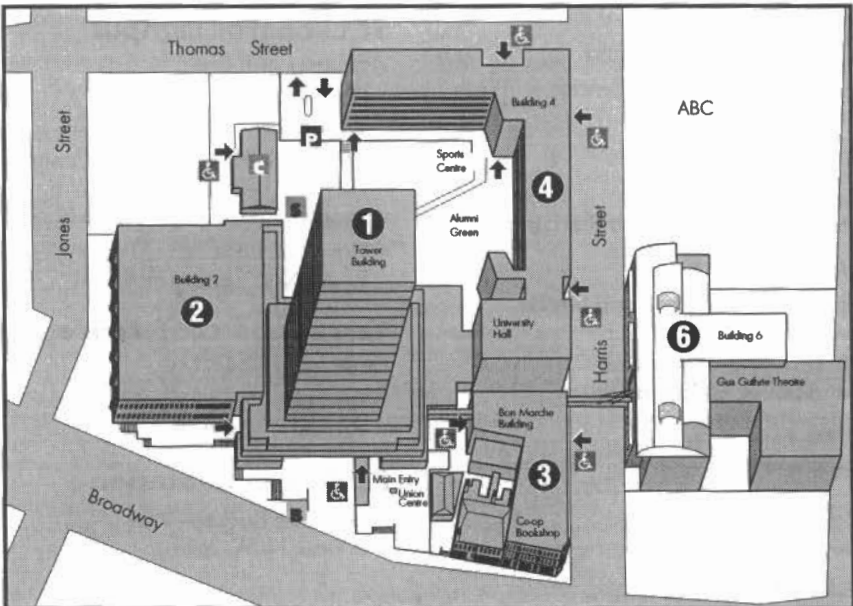 Thomas Street
Building 4
ABC
Jones Street
P
C
S
Sports
Centre
4
1
Tower
Building
Alumni
Green
Harris Street
Building 2
2
University
Hall
6
Building 6
Gus Guthrie Theatre
Bon Marche
Building
3
Main Entry
Union
Centre
Co-op
Bookshop
Broadway